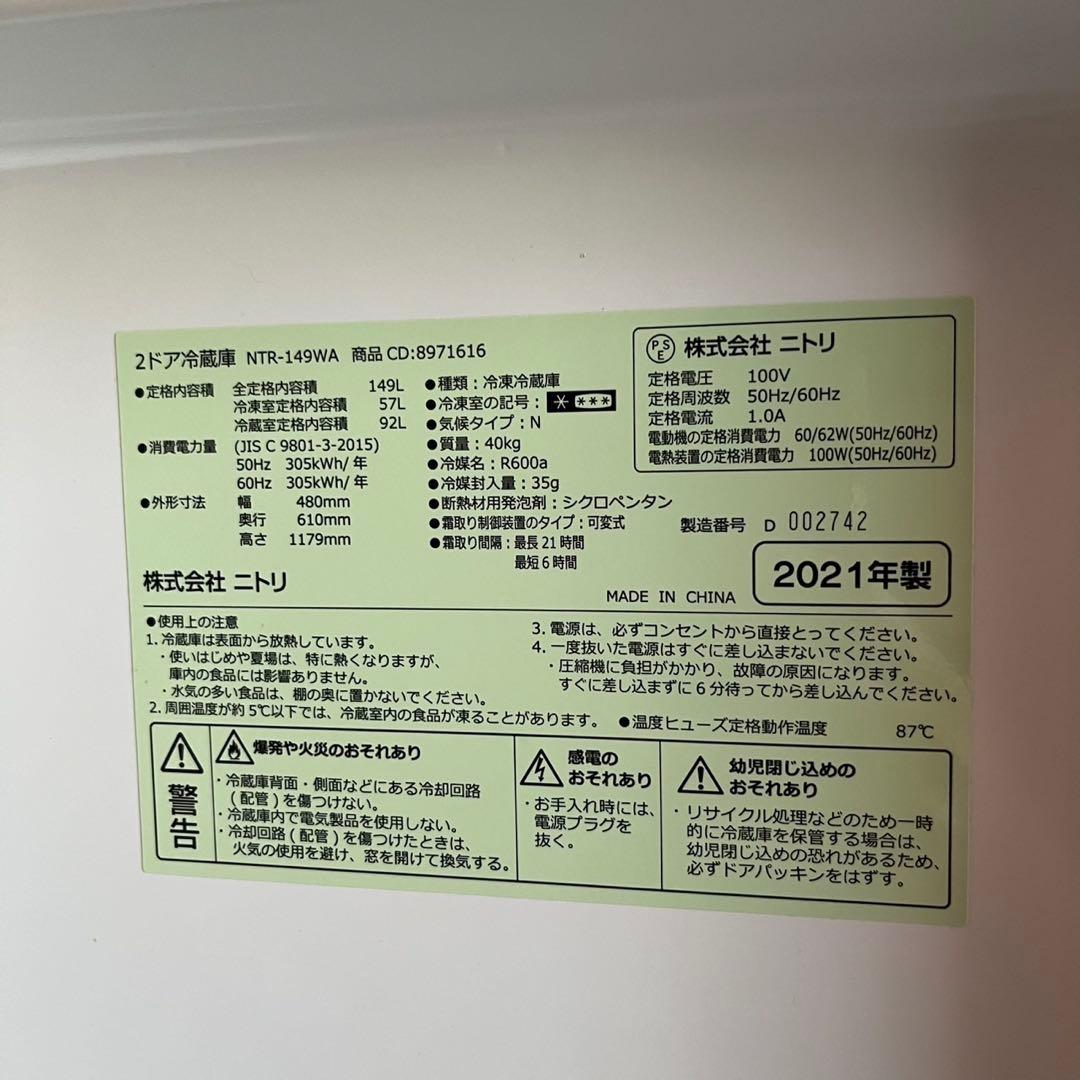 2ドア冷蔵庫 NTR-149WA 商品CD:8971616
●定格内容積 全定格内容積 149L
冷凍室定格内容積 57L
冷蔵室定格内容積 92L
●消費電力量 (JIS C 9801-3-2015)
50Hz 305kWh/年
60Hz 305kWh/年
●外形寸法 幅 480mm
奥行 610mm
高さ 1179mm
株式会社 ニトリ
●種類:冷凍冷蔵庫
●冷凍室の記号:
●気候タイプ:N
●質量:40kg
●冷媒名:R600a
●冷媒封入量:35g
●断熱材用発泡剤:シクロペンタン
●霜取り制御装置のタイプ:可変式
●霜取り間隔:最長21時間
最短6時間
PSE 株式会社 ニトリ
定格電圧 100V
定格周波数 50Hz/60Hz
定格電流 1.0A
電動機の定格消費電力 60/62W(50Hz/60Hz)
電熱装置の定格消費電力 100W(50Hz/60Hz)
製造番号 D 002742
MADE IN CHINA 2021年製
●使用上の注意
1. 冷蔵庫は表面から放熱しています。
・使いはじめや夏場は、特に熱くなりますが、
庫内の食品には影響ありません。
・水気の多い食品は、棚の奥に置かないでください。
2. 周囲温度が約5℃以下では、冷蔵室内の食品が凍ることがあります。
3. 電源は、必ずコンセントから直接とってください。
4. 一度抜いた電源はすぐに差し込まないでください。
・圧縮機に負担がかかり、故障の原因になります。
すぐに差し込まずに6分待ってから差し込んでください。
●温度ヒューズ定格動作温度 87℃
警告
爆発や火災のおそれあり
・冷蔵庫背面・側面などにある冷却回路
(配管)を傷つけない。
・冷蔵庫内で電気製品を使用しない。
・冷却回路(配管)を傷つけたときは、
火気の使用を避け、窓を開けて換気する。
感電の
おそれあり
・お手入れ時には、
電源プラグを
抜く。
幼児閉じ込めの
おそれあり
・リサイクル処理などのため一時
的に冷蔵庫を保管する場合は、
幼児閉じ込めの恐れがあるため、
必ずドアパッキンをはずす。